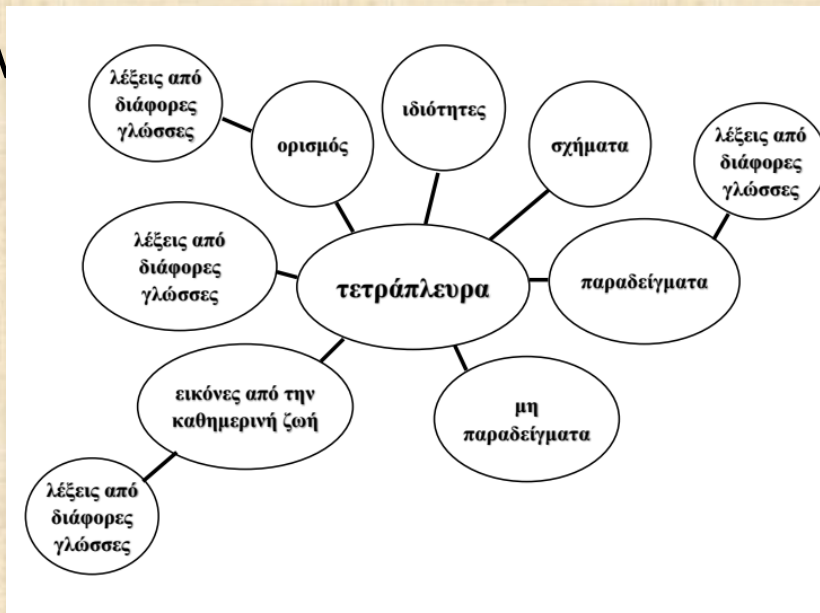 λέξεις από
διάφορες
γλώσσες
ορισμός
ιδιότητες
σχήματα
λέξεις από
διάφορες
γλώσσες
λέξεις από
διάφορες
γλώσσες
τετράπλευρα
παραδείγματα
εικόνες από την
καθημερινή ζωή
μη
παραδείγματα
λέξεις από
διάφορες
γλώσσες